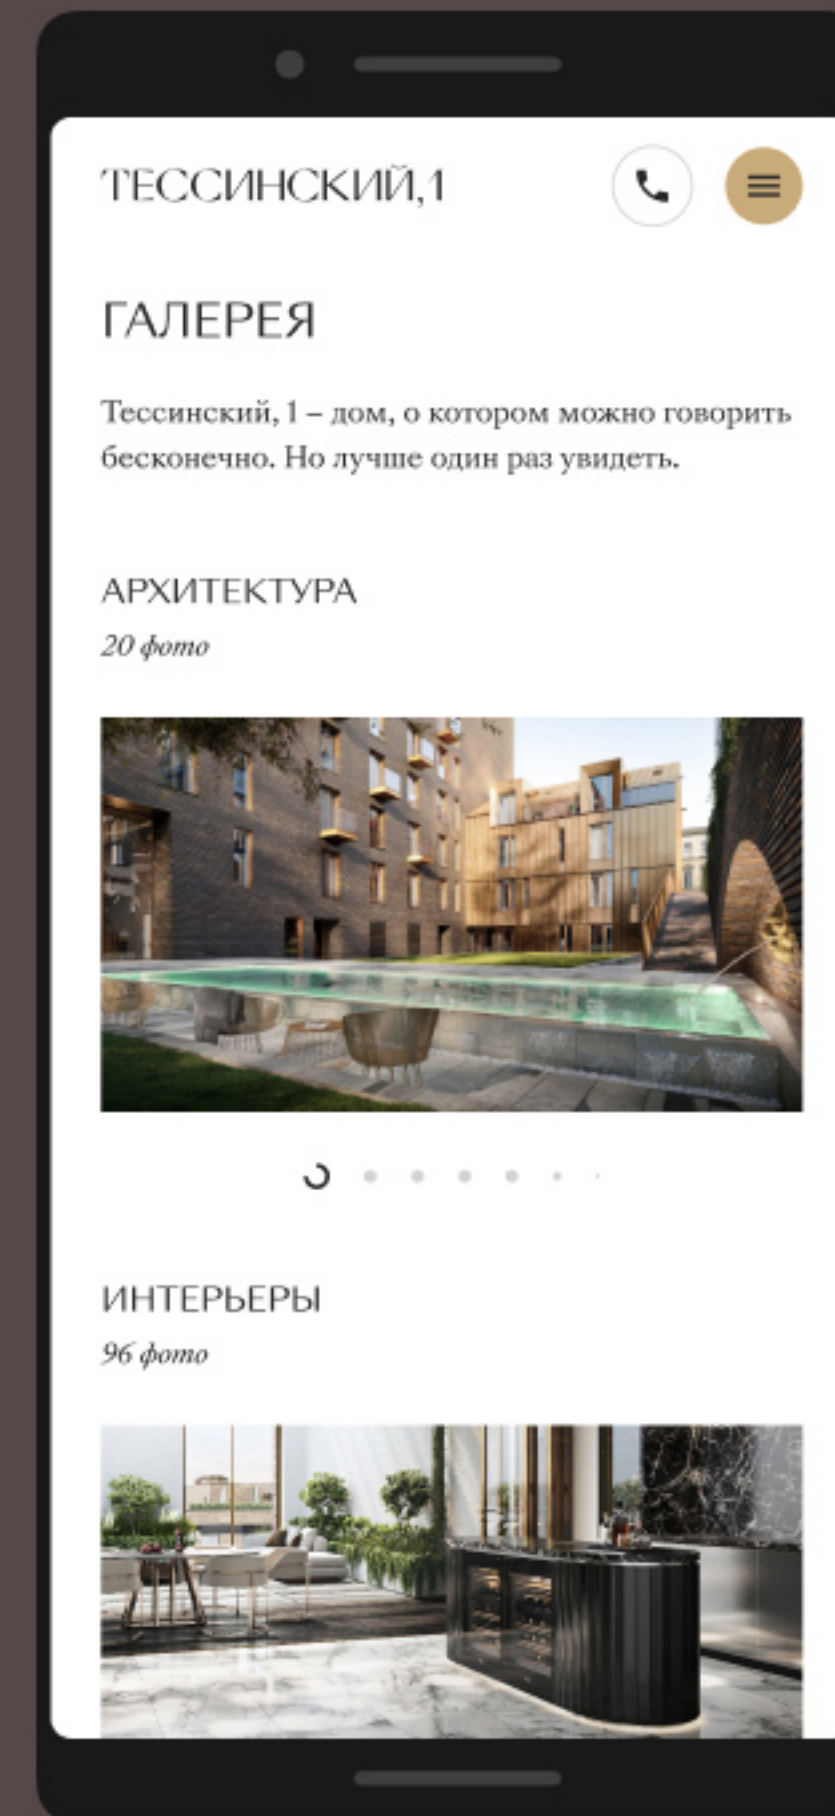 ТЕССИНСКИЙ,1
ГАЛЕРЕЯ
Тессинский, 1 – дом, о котором можно говорить
бесконечно. Но лучше один раз увидеть.
АРХИТЕКТУРА
20 фото
ИНТЕРЬЕРЫ
96 фото